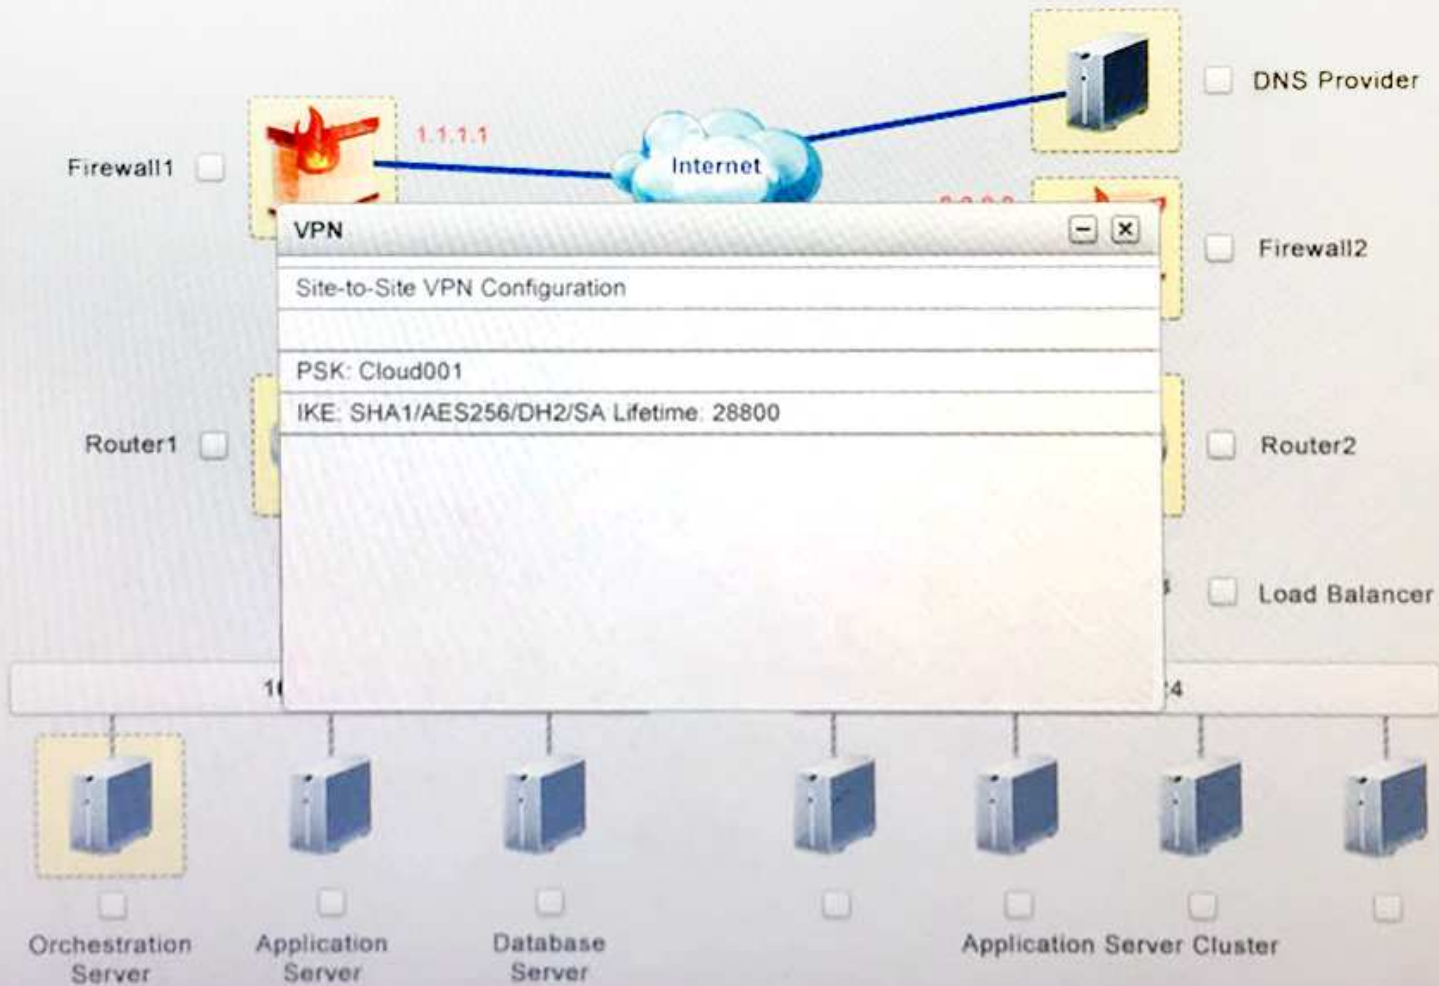 DNS Provider
1.1.1.1
Firewall1
Internet
VPN
Firewall2
Site-to-Site VPN Configuration
PSK: Cloud001
IKE: SHA1/AES256/DH2/SA Lifetime: 28800
Router1
Router2
Load Balancer
Orchestration
Server
Application
Server
Database
Server
Application Server Cluster